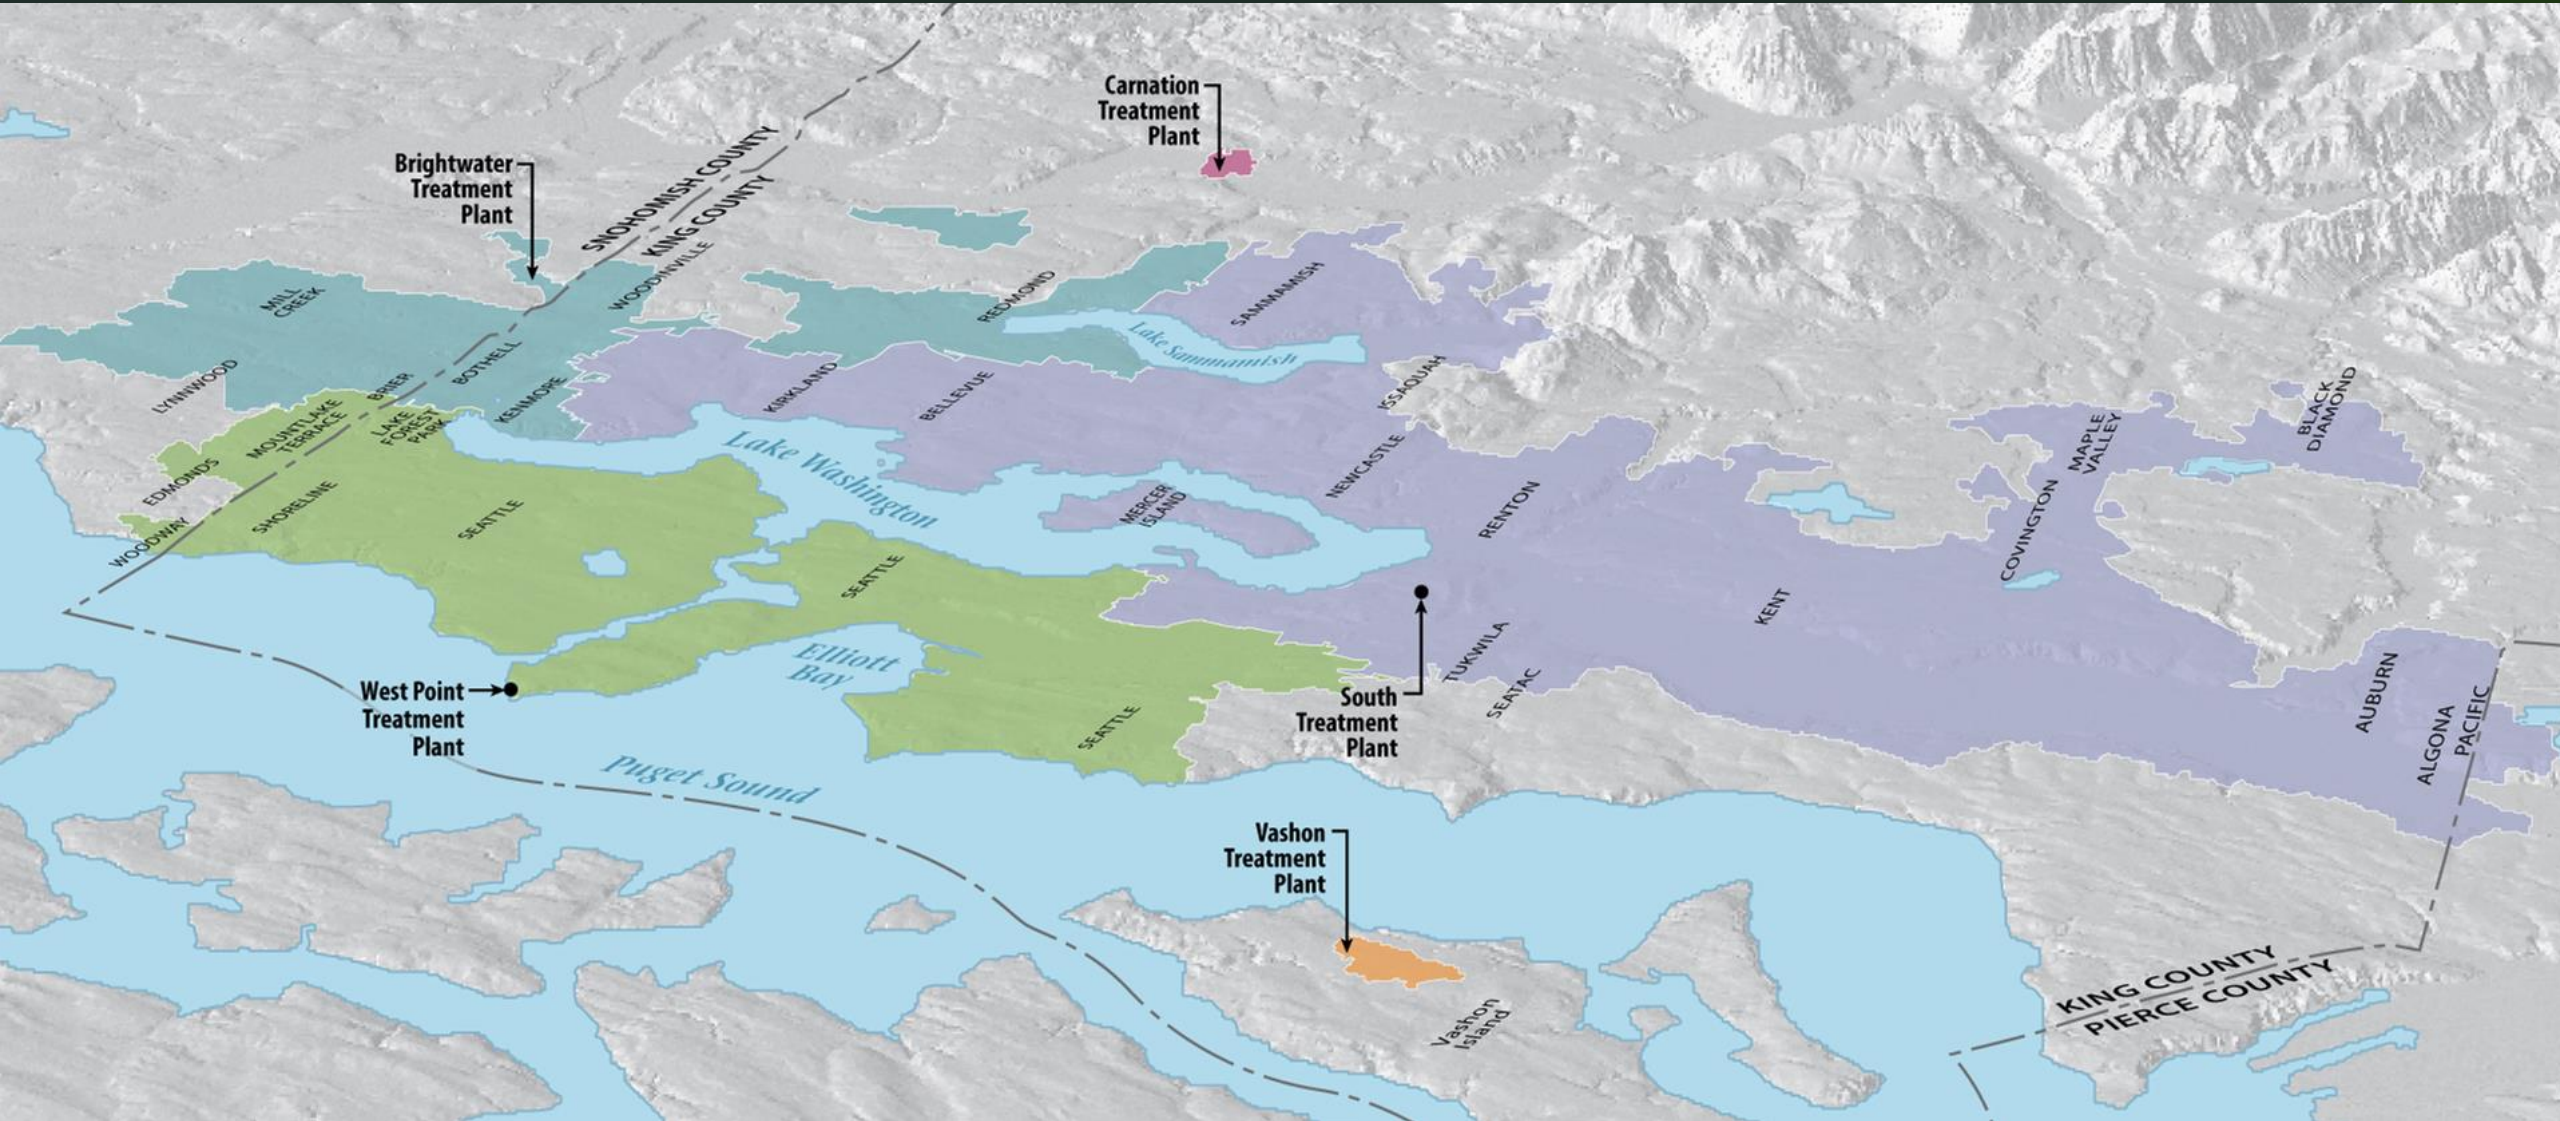 Carnation
Treatment
Plant
Brightwater
Treatment
Plant
SNOHOMISH COUNTY
KING COUNTY
WOODINVILLE
MILL
CREEK
REDMOND
SAMMAMISH
Lake Sammamish
LYNNWOOD
BRIER
BOTHELL
KENMORE
KIRKLAND
BELLEVUE
ISSAQUAH
BLACK
DIAMOND
MOUNTLAKE
TERRACE
LAKE
FOREST
PARK
Lake Washington
NEWCASTLE
MAPLE
VALLEY
EDMONDS
SHORELINE
SEATTLE
MERCER
ISLAND
RENTON
COVINGTON
WOODWAY
SEATTLE
KENT
Elliott
Bay
TUKWILA
SEATAC
West Point
Treatment
Plant
South
Treatment
Plant
SEATTLE
AUBURN
ALGONA
PACIFIC
Puget Sound
Vashon
Treatment
Plant
Vashon
Island
KING COUNTY
PIERCE COUNTY